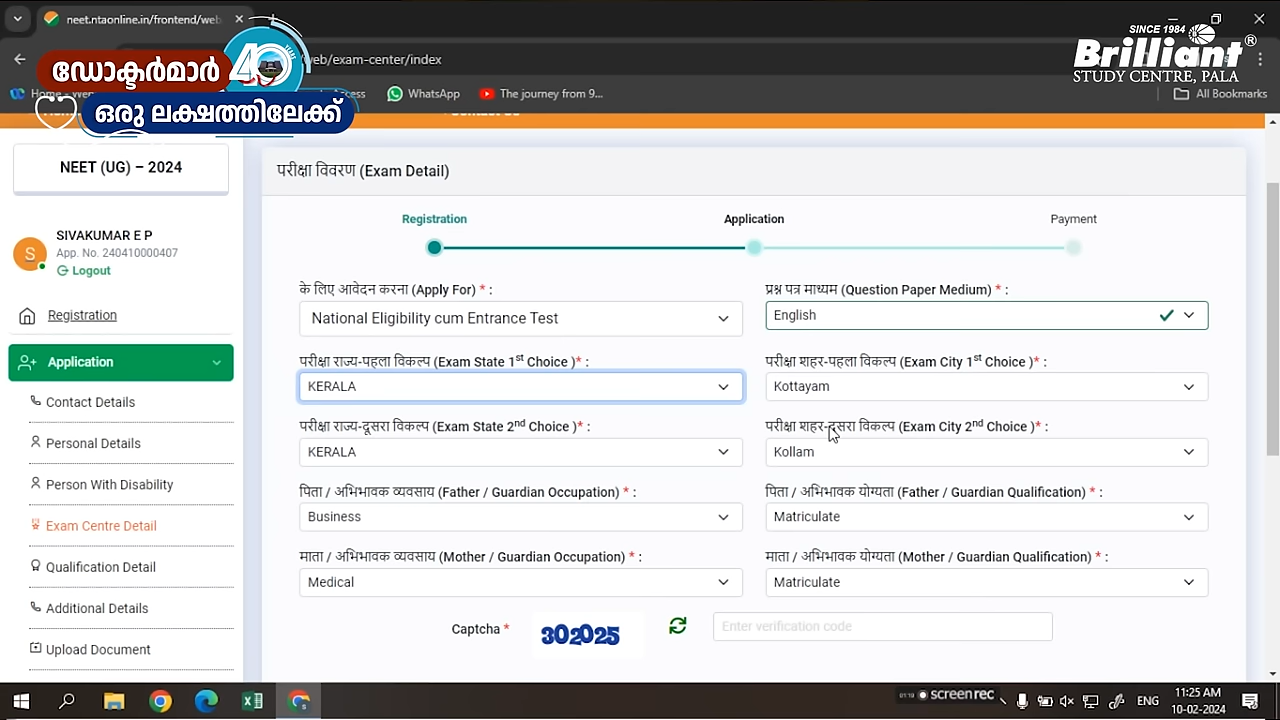 neet.ntaonline.in/frontend/web
web/exam-center/index
ഡോക്ടർമാർ 40
ഒരു ലക്ഷത്തിലേക്ക്
SINCE 1984
Brilliant®
STUDY CENTRE, PALA
WhatsApp
The journey from 9...
All Bookmarks
NEET (UG) – 2024
SIVAKUMAR E P
App. No. 240410000407
Logout
Registration
Application
Contact Details
Personal Details
Person With Disability
Exam Centre Detail
Qualification Detail
Additional Details
Upload Document
परीक्षा विवरण (Exam Detail)
Registration Application Payment
के लिए आवेदन करना (Apply For) * : प्रश्न पत्र माध्यम (Question Paper Medium) * :
National Eligibility cum Entrance Test English
परीक्षा राज्य-पहला विकल्प (Exam State 1st Choice )* : परीक्षा शहर-पहला विकल्प (Exam City 1st Choice )* :
KERALA Kottayam
परीक्षा राज्य-दूसरा विकल्प (Exam State 2nd Choice )* : परीक्षा शहर-दूसरा विकल्प (Exam City 2nd Choice )* :
KERALA Kollam
पिता / अभिभावक व्यवसाय (Father / Guardian Occupation) * : पिता / अभिभावक योग्यता (Father / Guardian Qualification) * :
Business Matriculate
माता / अभिभावक व्यवसाय (Mother / Guardian Occupation) * : माता / अभिभावक योग्यता (Mother / Guardian Qualification) * :
Medical Matriculate
Captcha * 302025 Enter verification code
screen rec
ENG
11:25 AM
10-02-2024